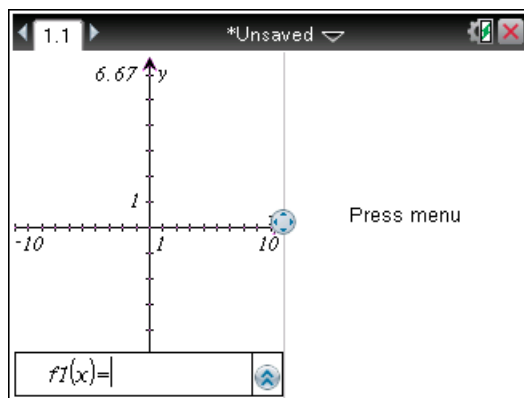 1.1 *Unsaved
6.67 y
1
-10 1 10
Press menu
f1(x)=